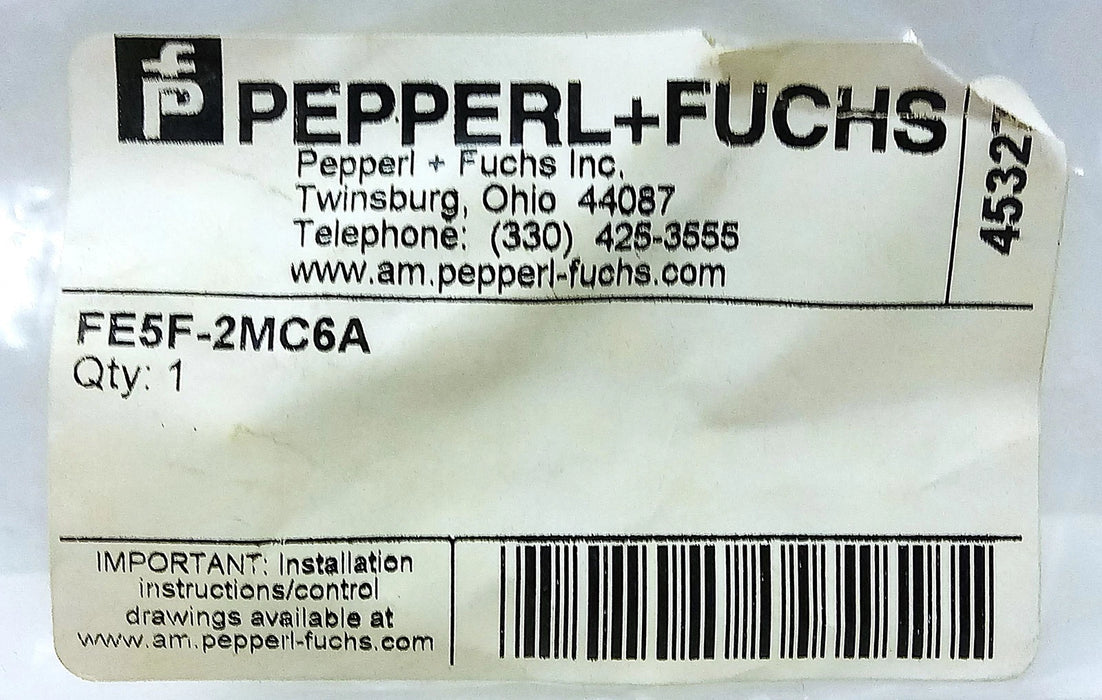 fp PEPPERL+FUCHS
Pepperl + Fuchs Inc.
Twinsburg, Ohio 44087
Telephone: (330) 425-3555
www.am.pepperl-fuchs.com
FE5F-2MC6A
Qty: 1
IMPORTANT: Installation
instructions/control
drawings available at
www.am.pepperl-fuchs.com